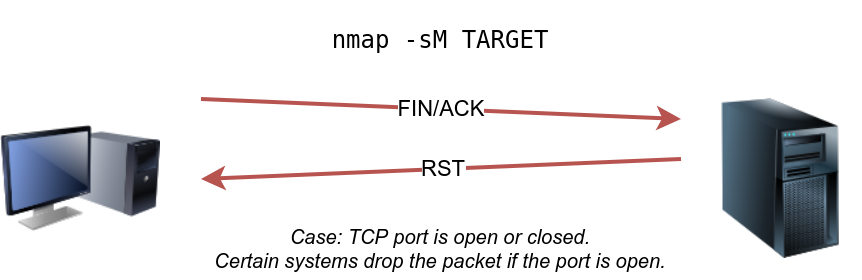 nmap -sM TARGET
FIN/ACK
RST
Case: TCP port is open or closed.
Certain systems drop the packet if the port is open.